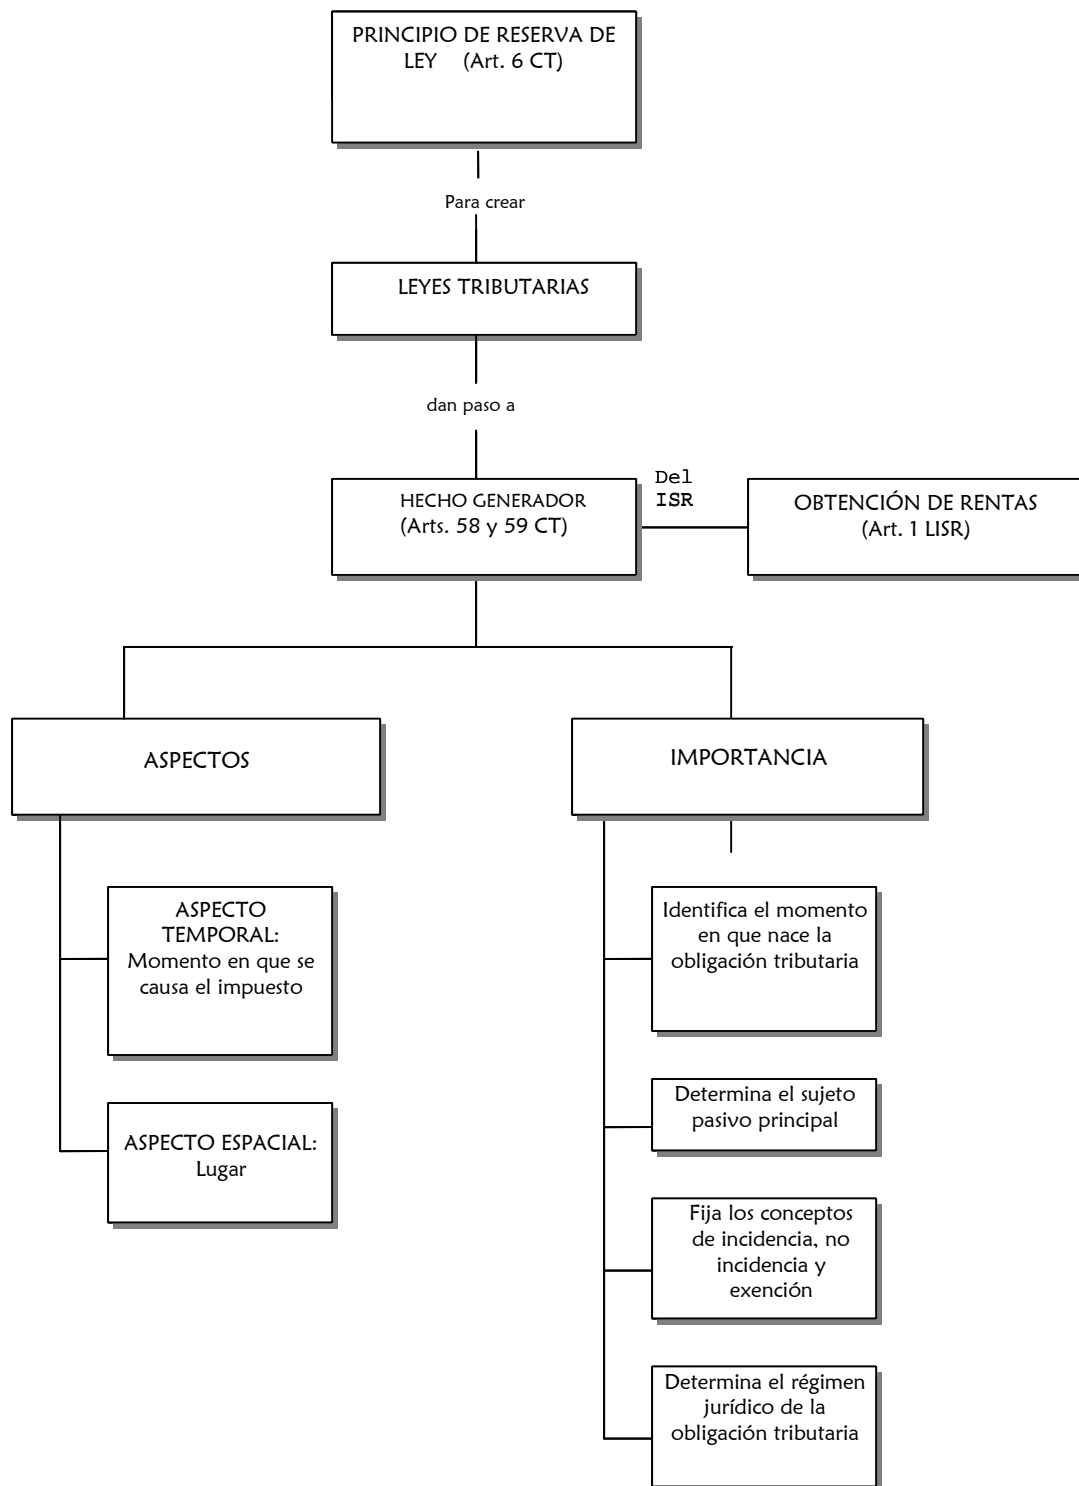 PRINCIPIO DE RESERVA DE
LEY (Art. 6 CT)
Para crear
LEYES TRIBUTARIAS
dan paso a
HECHO GENERADOR
(Arts. 58 y 59 CT)
Del
ISR
OBTENCIÓN DE RENTAS
(Art. 1 LISR)
ASPECTOS
IMPORTANCIA
ASPECTO
TEMPORAL:
Momento en que se
causa el impuesto
ASPECTO ESPACIAL:
Lugar
Identifica el momento
en que nace la
obligación tributaria
Determina el sujeto
pasivo principal
Fija los conceptos
de incidencia, no
incidencia y
exención
Determina el régimen
jurídico de la
obligación tributaria